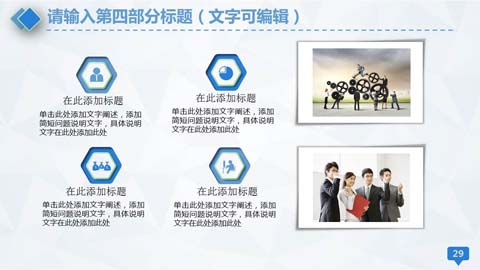 请输入第四部分标题（文字可编辑）
在此添加标题
单击此处添加文字阐述，添加
简短问题说明文字，具体说明
文字在此处添加此处
在此添加标题
单击此处添加文字阐述，添加
简短问题说明文字，具体说明
文字在此处添加此处
在此添加标题
单击此处添加文字阐述，添加
简短问题说明文字，具体说明
文字在此处添加此处
在此添加标题
单击此处添加文字阐述，添加
简短问题说明文字，具体说明
文字在此处添加此处
29